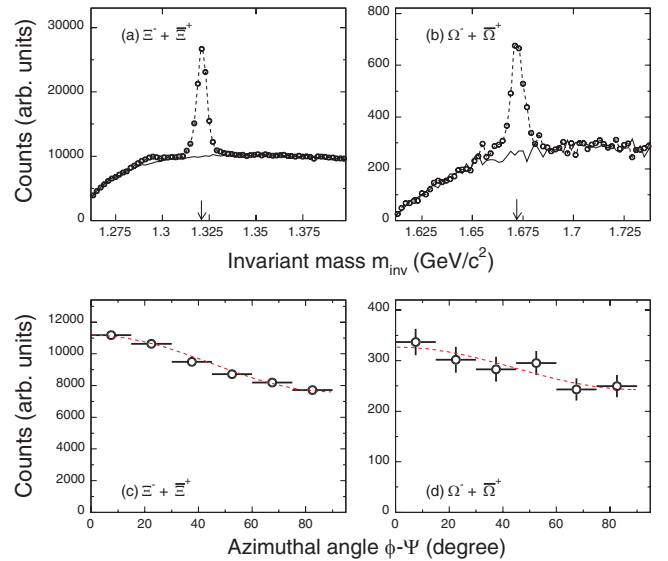 Counts (arb. units)
30000
20000
10000
0
(a) Ξ⁻ + Ξ̅⁺
1.275 1.3 1.325 1.35 1.375
800
600
400
200
0
(b) Ω⁻ + Ω̅⁺
1.625 1.65 1.675 1.7 1.725
Invariant mass m_inv (GeV/c²)
Counts (arb. units)
12000
10000
8000
6000
4000
2000
0
(c) Ξ⁻ + Ξ̅⁺
0 20 40 60 80
400
300
200
100
0
(d) Ω⁻ + Ω̅⁺
0 20 40 60 80
Azimuthal angle ϕ-Ψ (degree)